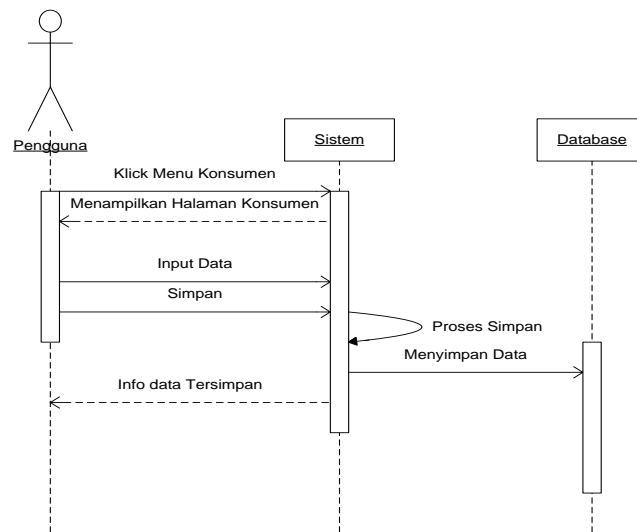 Pengguna
Sistem
Database
Klick Menu Konsumen
Menampilkan Halaman Konsumen
Input Data
Simpan
Proses Simpan
Menyimpan Data
Info data Tersimpan